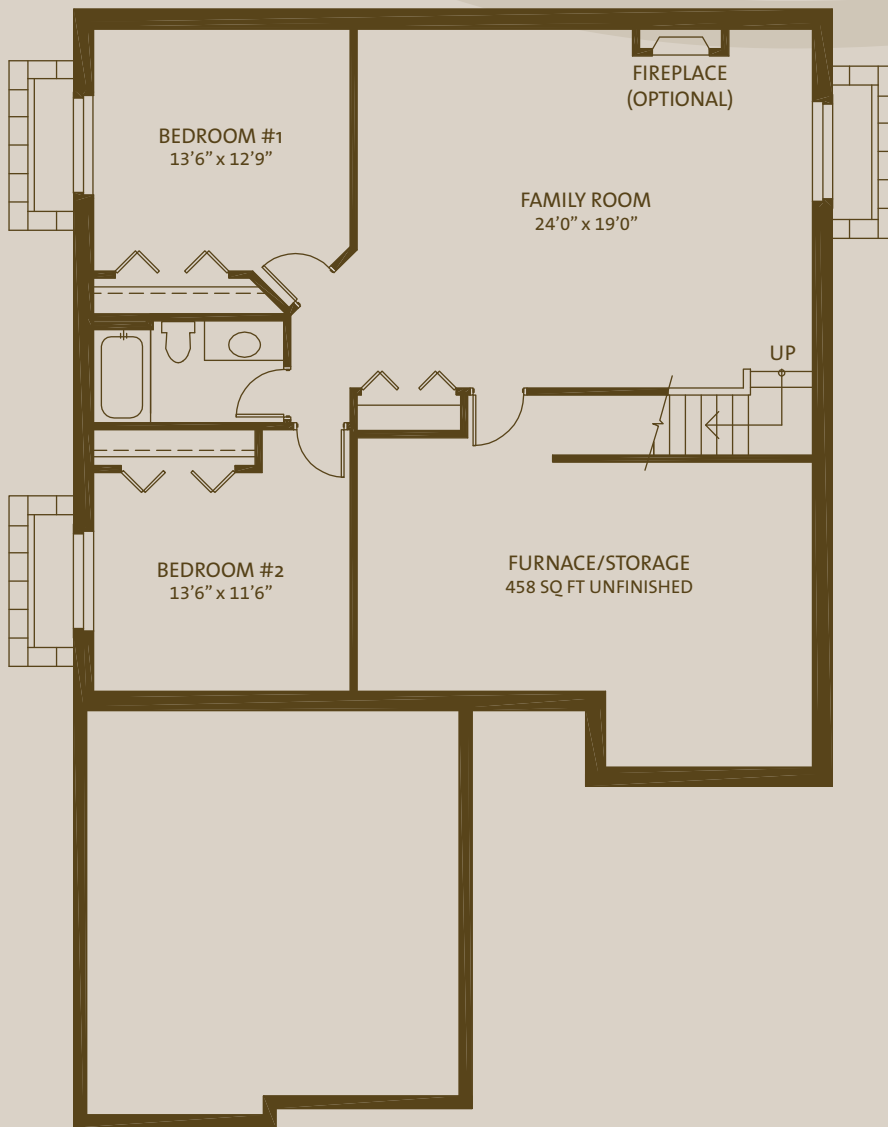 FIREPLACE
(OPTIONAL)
BEDROOM #1
13’6” x 12’9”
FAMILY ROOM
24’0” x 19’0”
UP
BEDROOM #2
13’6” x 11’6”
FURNACE/STORAGE
458 SQ FT UNFINISHED